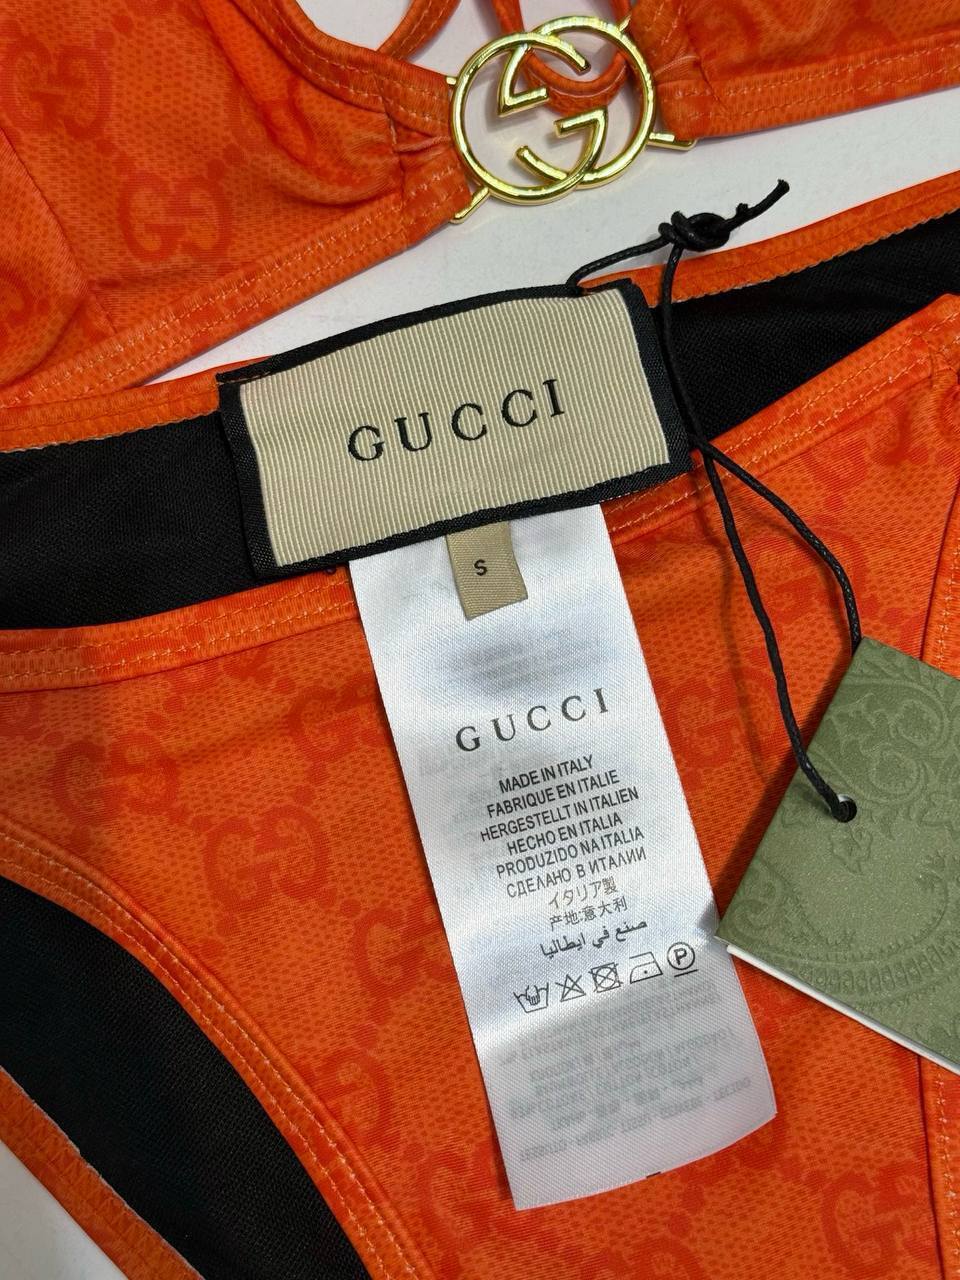 GUCCI
S
GUCCI
MADE IN ITALY
FABRIQUE EN ITALIE
HERGESTELLT IN ITALIEN
HECHO EN ITALIA
PRODUZIDO NA ITALIA
СДЕЛАНО В ИТАЛИИ
イタリア製
产地:意大利
صنع في ايطاليا